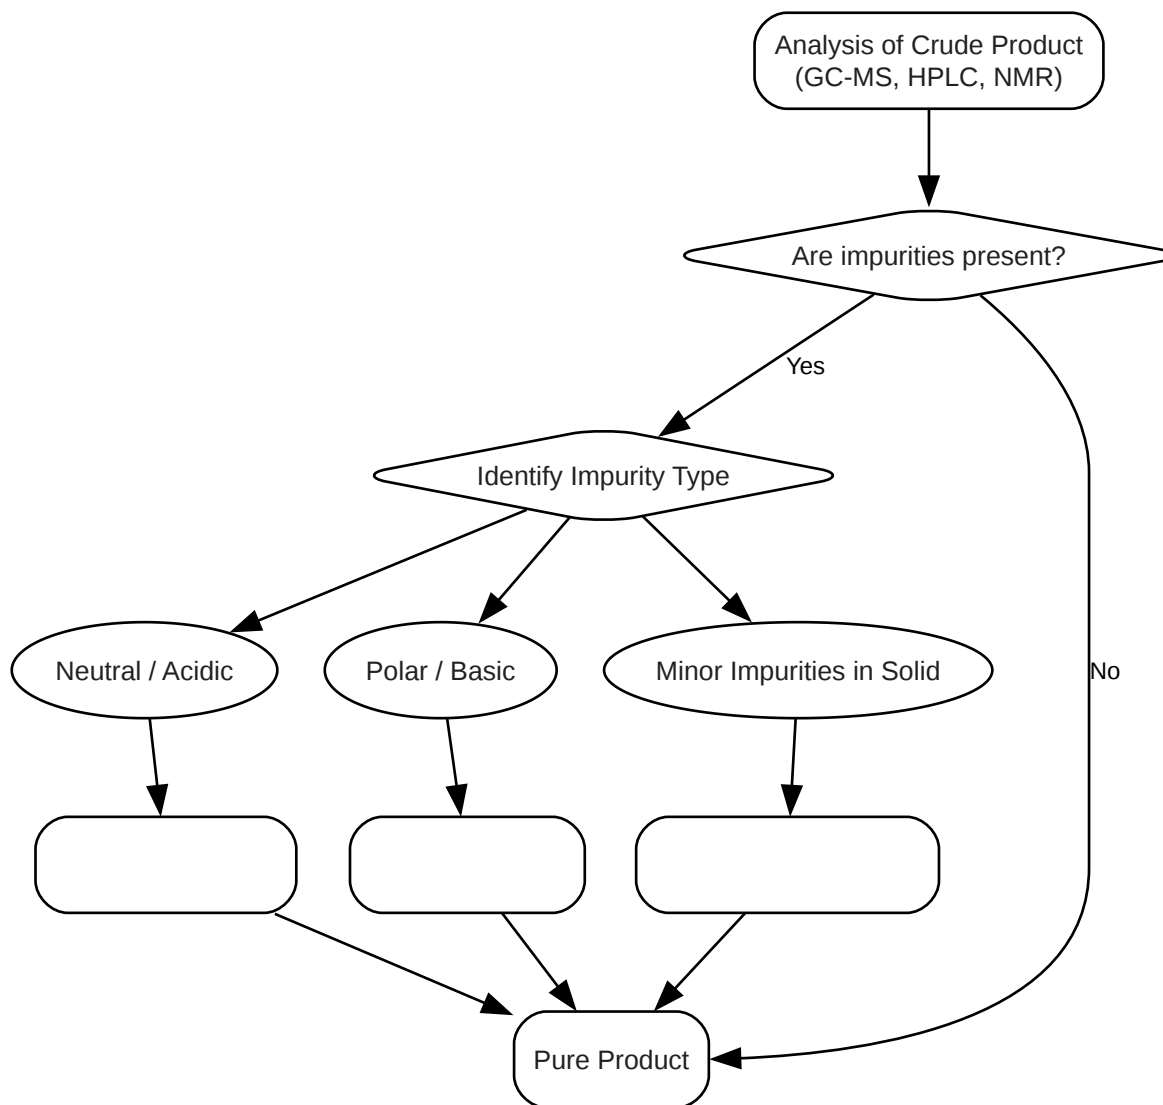 Analysis of Crude Product
(GC-MS, HPLC, NMR)
Are impurities present?
Yes
Identify Impurity Type
Neutral / Acidic
Polar / Basic
Minor Impurities in Solid
No
Pure Product